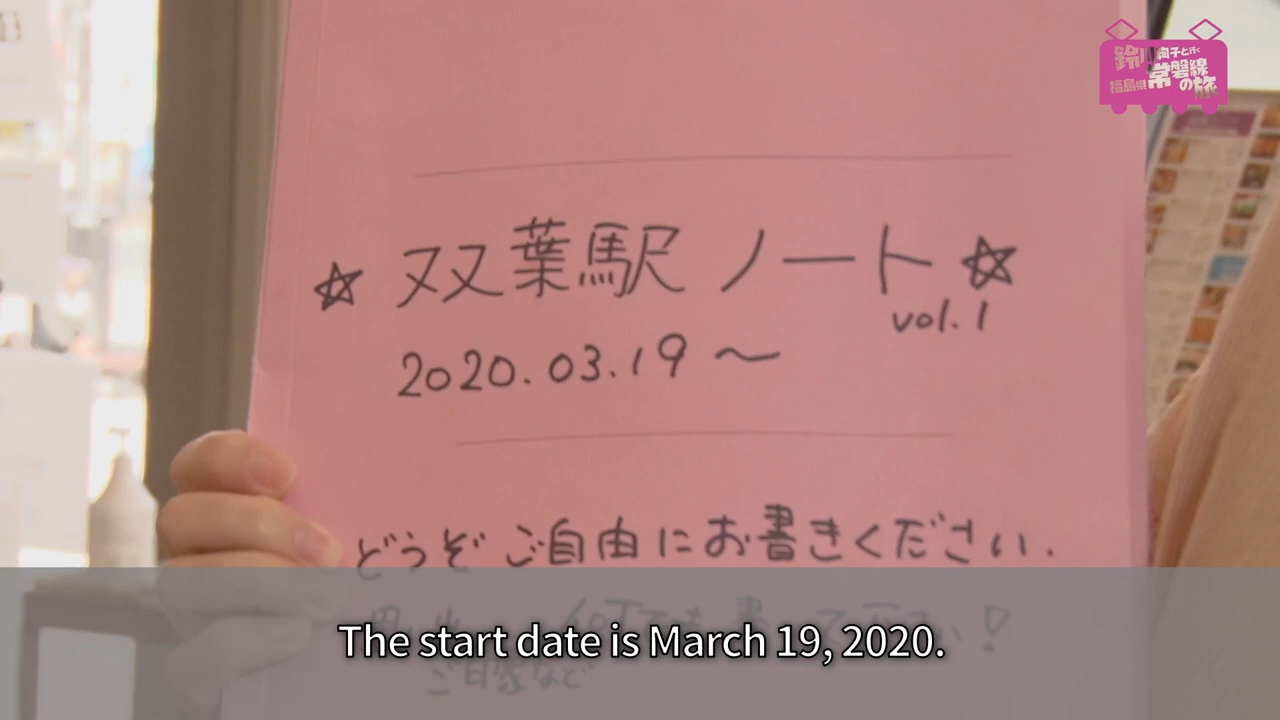 鈴川絢子と行く
福島県
常磐線
の旅
☆ 双葉駅 ノート ☆
vol. 1
2020.03.19 〜
どうぞ ご自由に お書きください.
The start date is March 19, 2020.